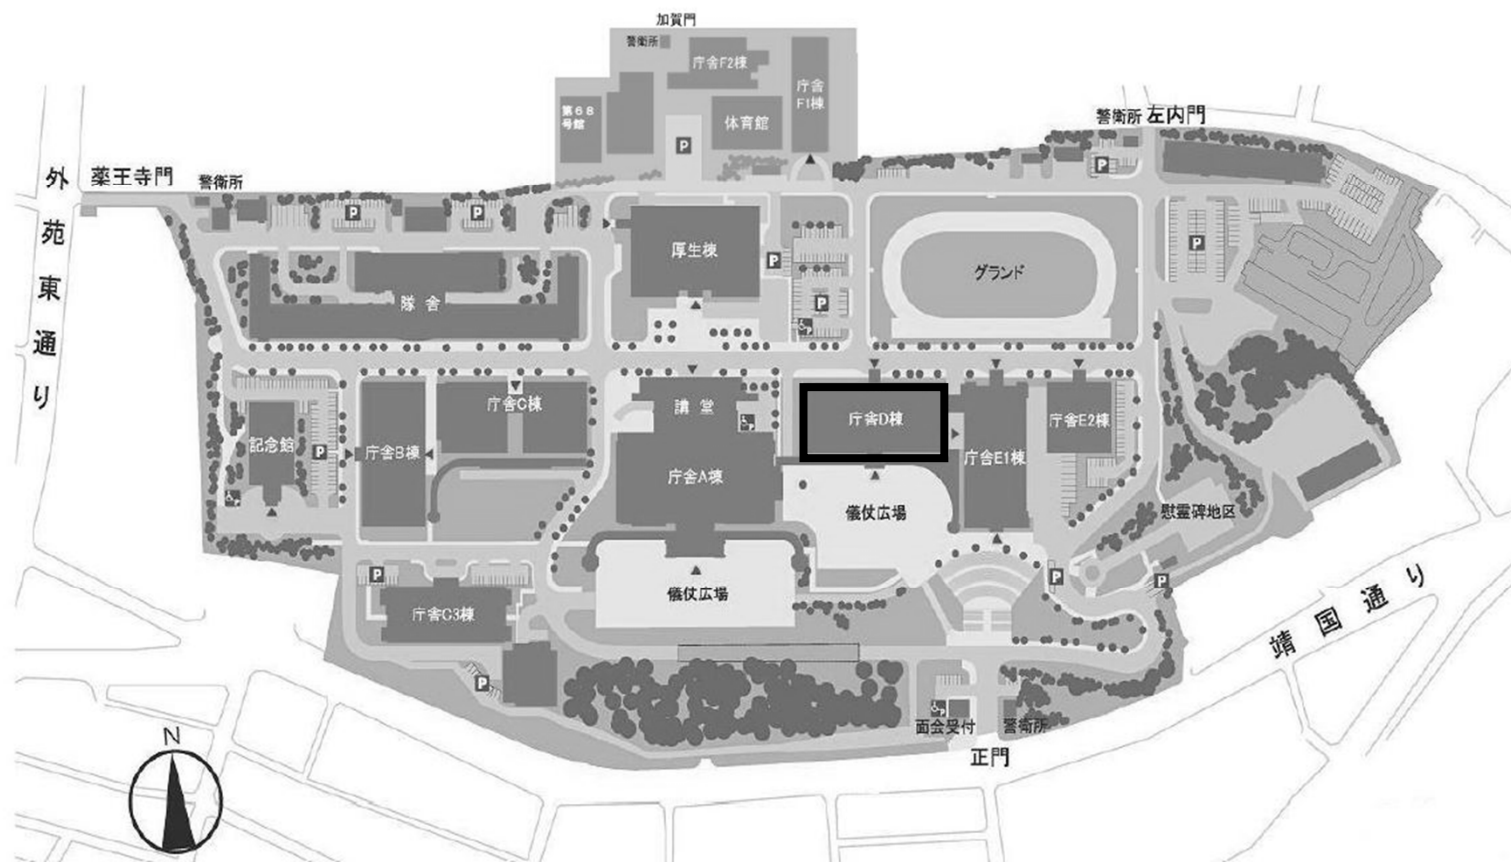 加賀門
警衛所
庁舎F2棟
庁舎
F1棟
第68
号館
体育館
P
警衛所 左内門
P
外苑東通り
薬王寺門
警衛所
P
P
厚生棟
P
P
グランド
P
隊舎
講堂
庁舎C棟
庁舎D棟
庁舎E2棟
記念館
P
庁舎B棟
庁舎A棟
庁舎E1棟
儀仗広場
慰霊碑地区
P
儀仗広場
P
P
庁舎C3棟
P
靖国通り
面会受付
警衛所
正門
N